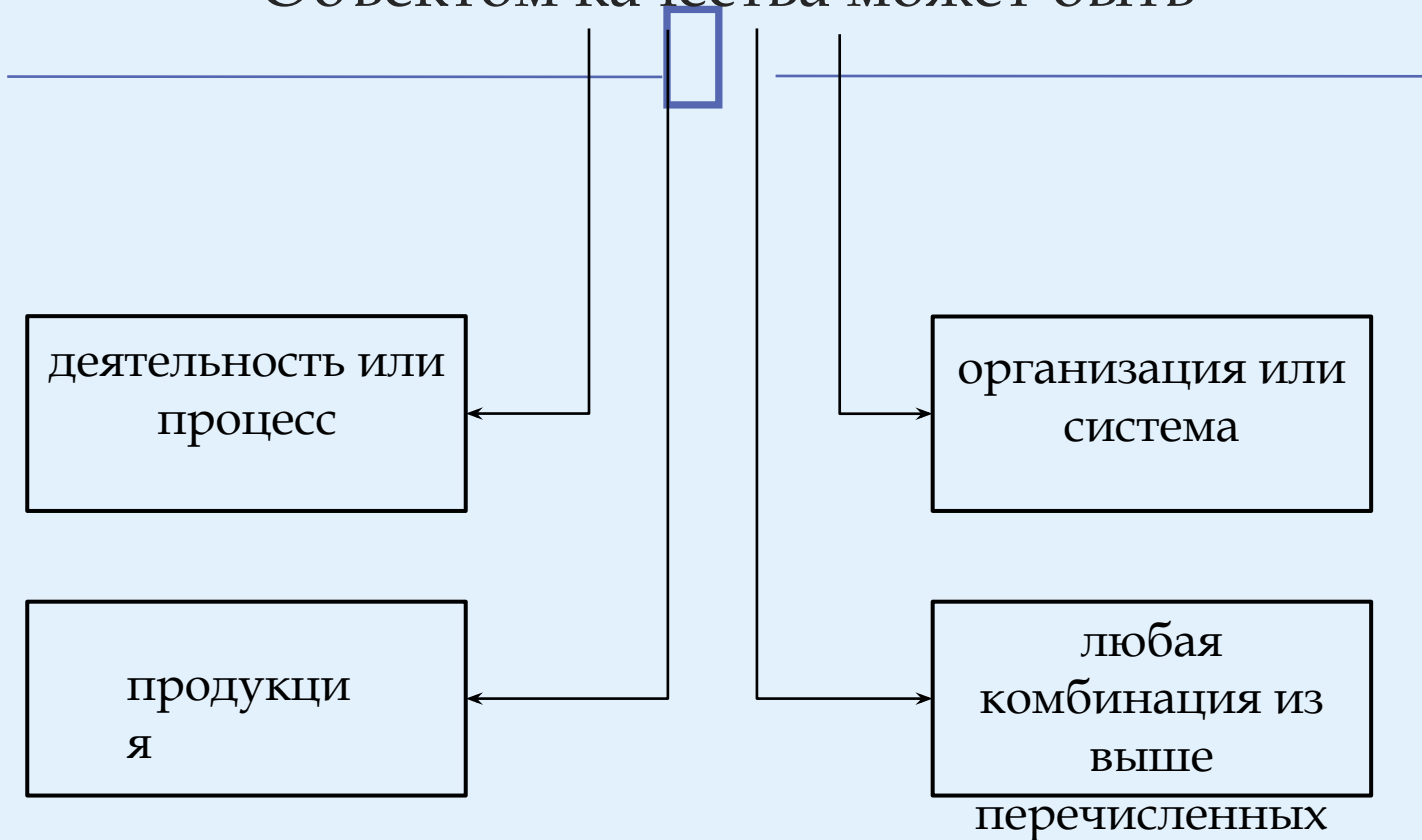 Объектом качества может быть
деятельность или
процесс
организация или
система
продукци
я
любая
комбинация из
выше
перечисленных